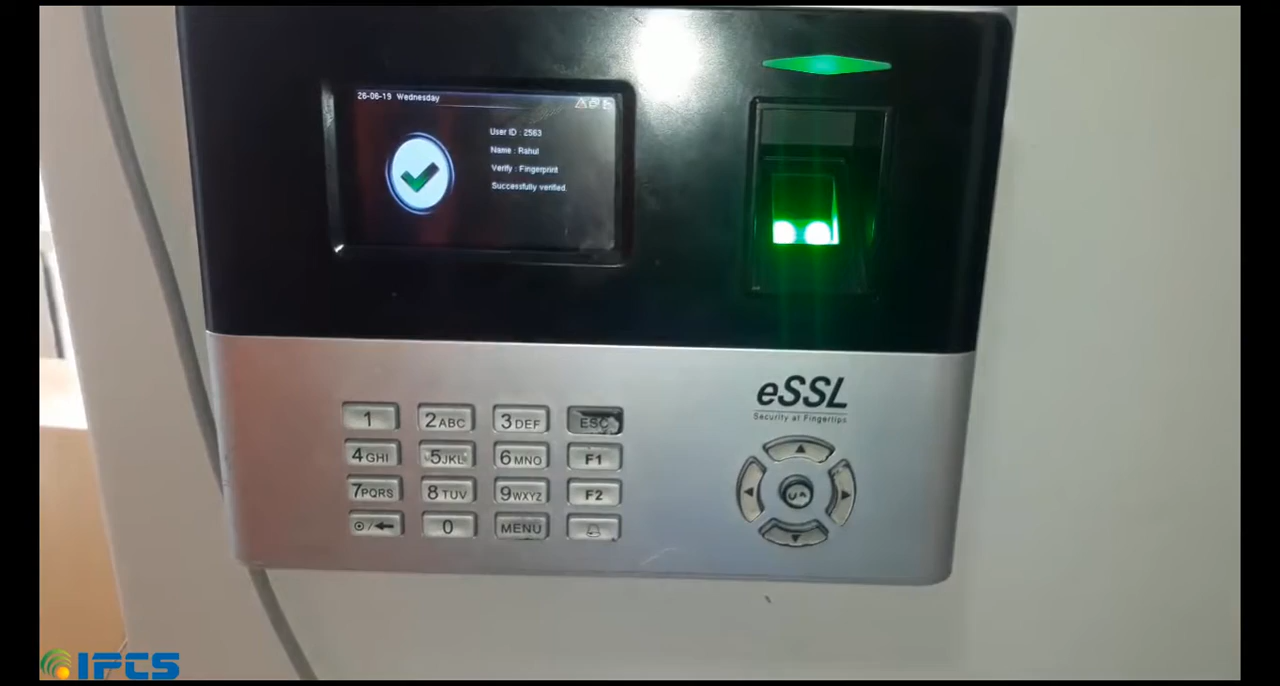 26-06-19 Wednesday
User ID : 2563
Name : Rahul
Verify : Fingerprint
Successfully verified.
eSSL
Security at Fingertips
1 2ABC 3DEF ESC
4GHI 5JKL 6MNO F1
7PQRS 8TUV 9WXYZ F2
0 MENU
IPCS